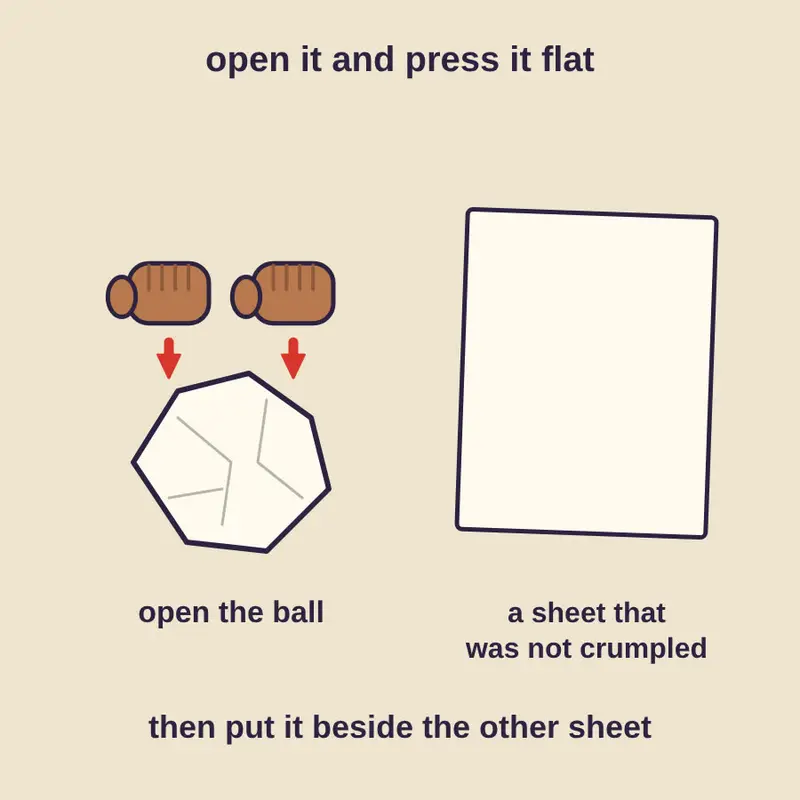 open it and press it flat
open the ball
a sheet that
was not crumpled
then put it beside the other sheet